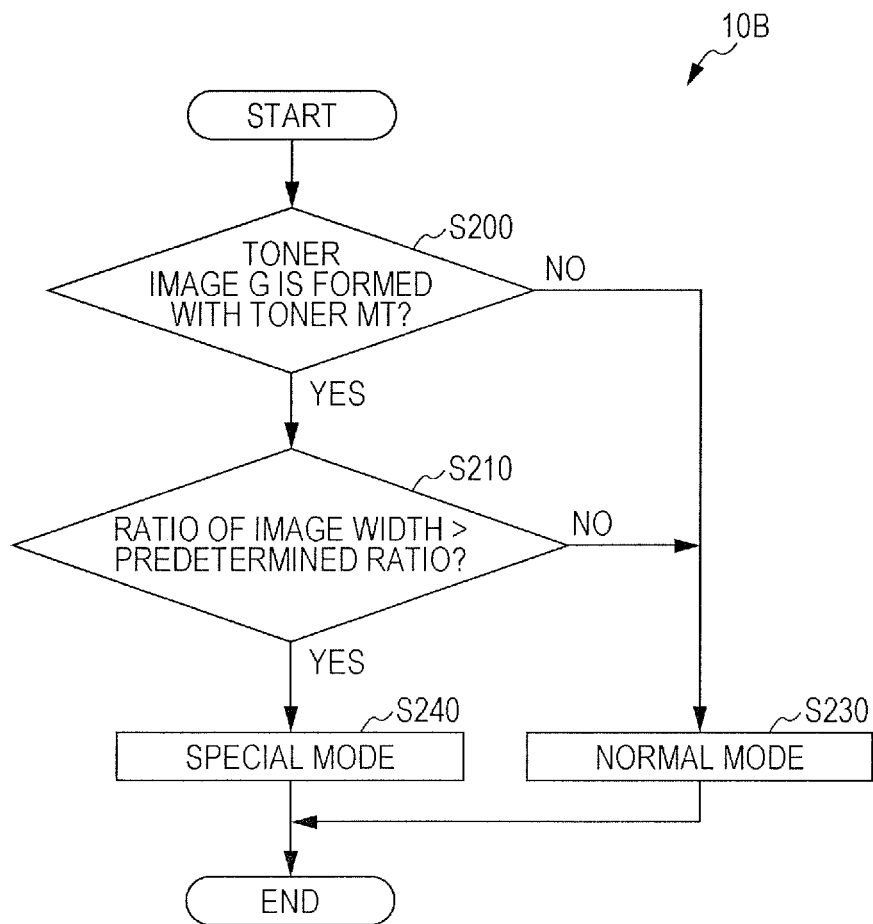 10B
START
S200
TONER
IMAGE G IS FORMED
WITH TONER MT?
NO
YES
S210
RATIO OF IMAGE WIDTH >
PREDETERMINED RATIO?
NO
YES
S240
SPECIAL MODE
S230
NORMAL MODE
END